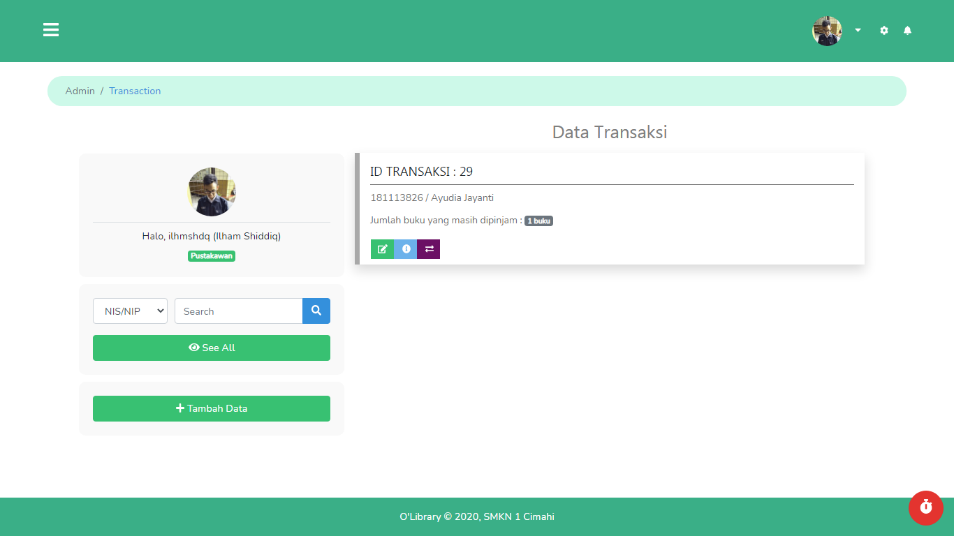 Admin / Transaction
Data Transaksi
Halo, ilhmshdq (Ilham Shiddiq)
Pustakawan
NIS/NIP
Search
See All
Tambah Data
ID TRANSAKSI : 29
181113826 / Ayudia Jayanti
Jumlah buku yang masih dipinjam : 1 buku
O'Library © 2020, SMKN 1 Cimahi